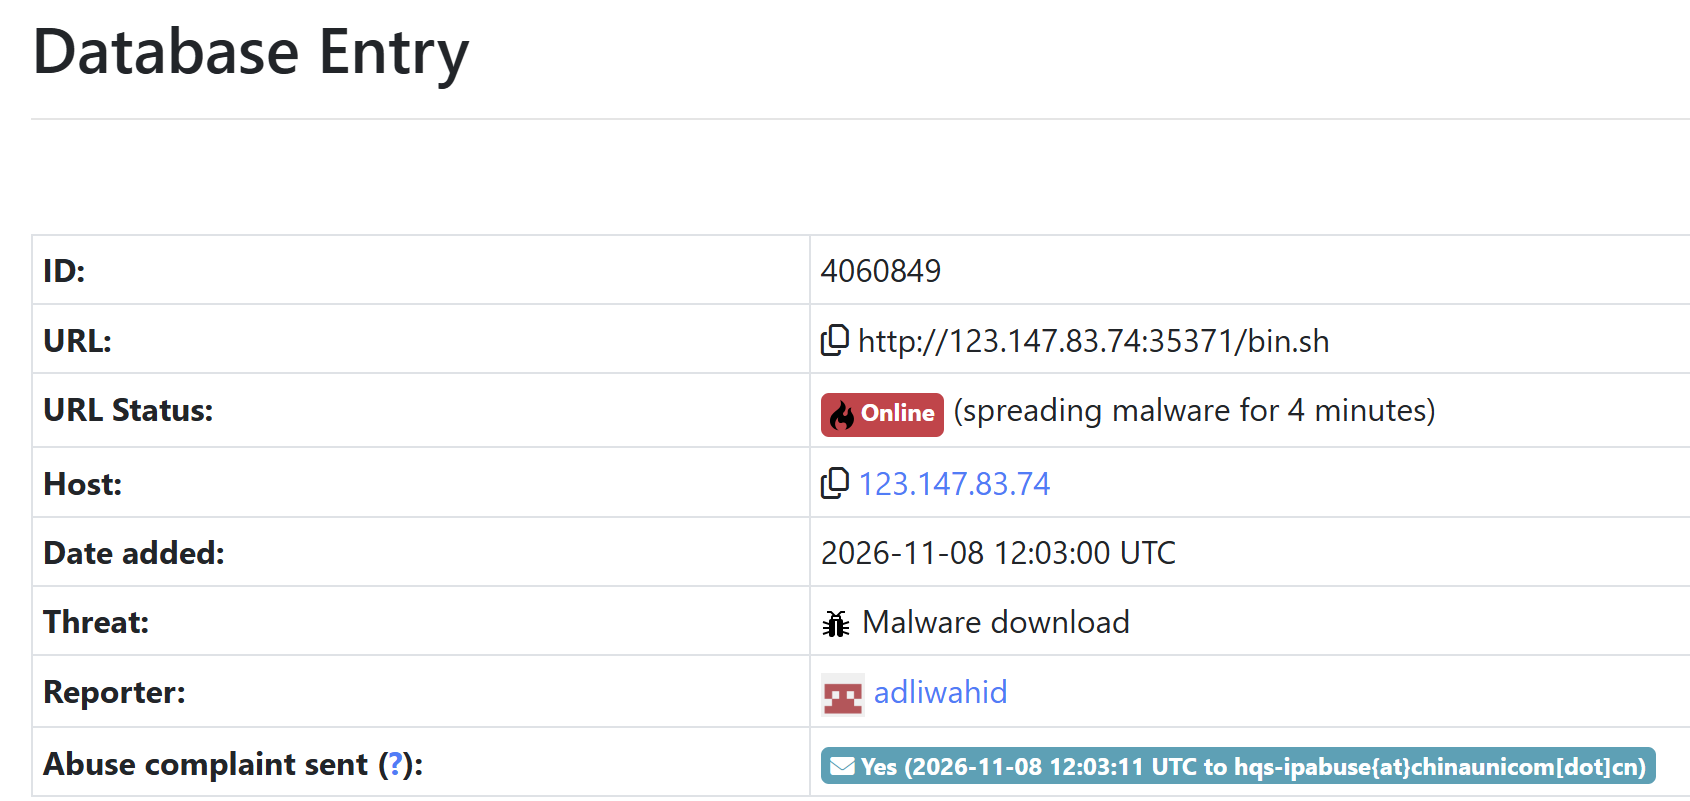 Database Entry
ID: 4060849
URL: http://123.147.83.74:35371/bin.sh
URL Status: Online (spreading malware for 4 minutes)
Host: 123.147.83.74
Date added: 2026-11-08 12:03:00 UTC
Threat: Malware download
Reporter: adliwahid
Abuse complaint sent (?): Yes (2026-11-08 12:03:11 UTC to hqs-ipabuse{at}chinaunicom[dot]cn)